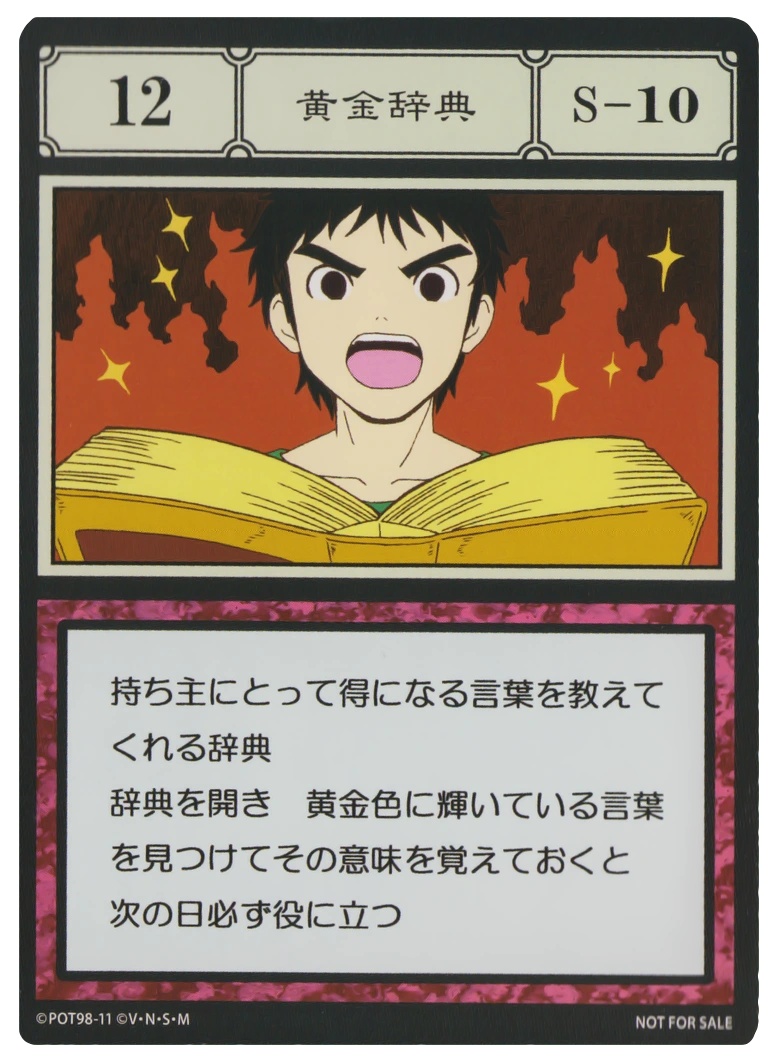 12
黄金辞典
S-10
持ち主にとって得になる言葉を教えて
くれる辞典
辞典を開き　黄金色に輝いている言葉
を見つけてその意味を覚えておくと
次の日必ず役に立つ
©POT98-11 ©V•N•S•M
NOT FOR SALE